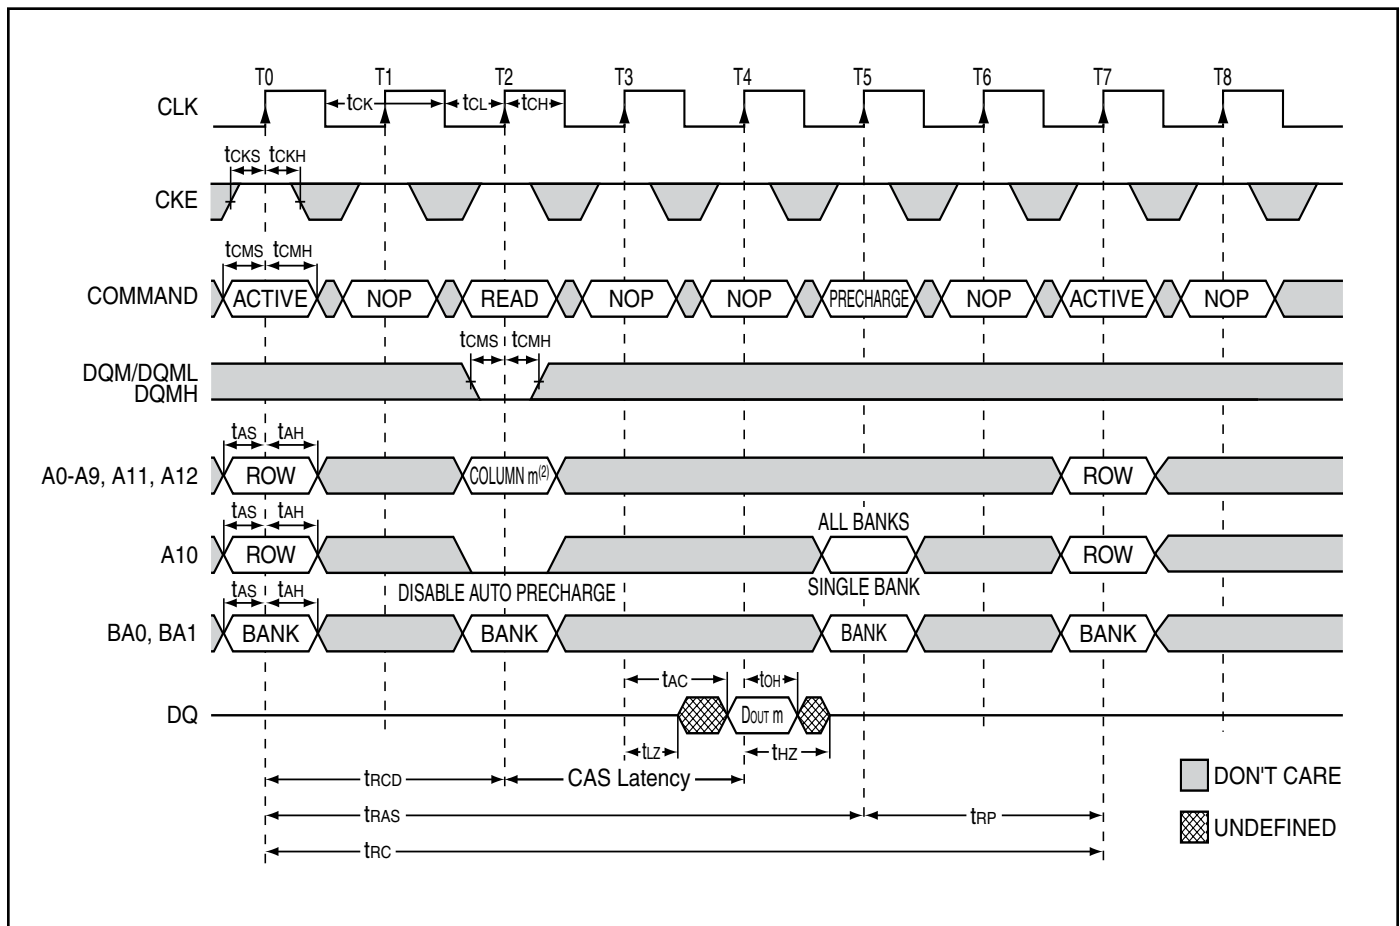 T0 T1 T2 T3 T4 T5 T6 T7 T8
CLK tCK tCL tCH
tCKS tCKH
CKE
tCMS tCMH
COMMAND ACTIVE NOP READ NOP NOP PRECHARGE NOP ACTIVE NOP
tCMS tCMH
DQM/DQML
DQMH
tAS tAH
A0-A9, A11, A12 ROW COLUMN m(2) ROW
tAS tAH ALL BANKS
A10 ROW ROW
DISABLE AUTO PRECHARGE SINGLE BANK
tAS tAH
BA0, BA1 BANK BANK BANK BANK
tAC tOH
DQ DOUT m
tLZ tHZ
tRCD CAS Latency DON'T CARE
tRAS tRP
UNDEFINED
tRC